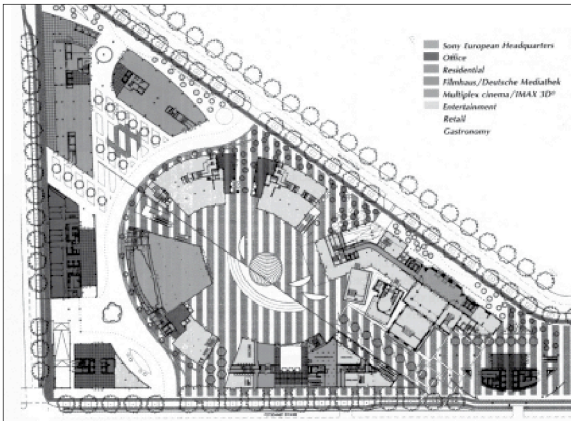 Sony European Headquarters
Office
Residential
Filmhaus/Deutsche Mediathek
Multiplex cinema/IMAX 3D®
Entertainment
Retail
Gastronomy